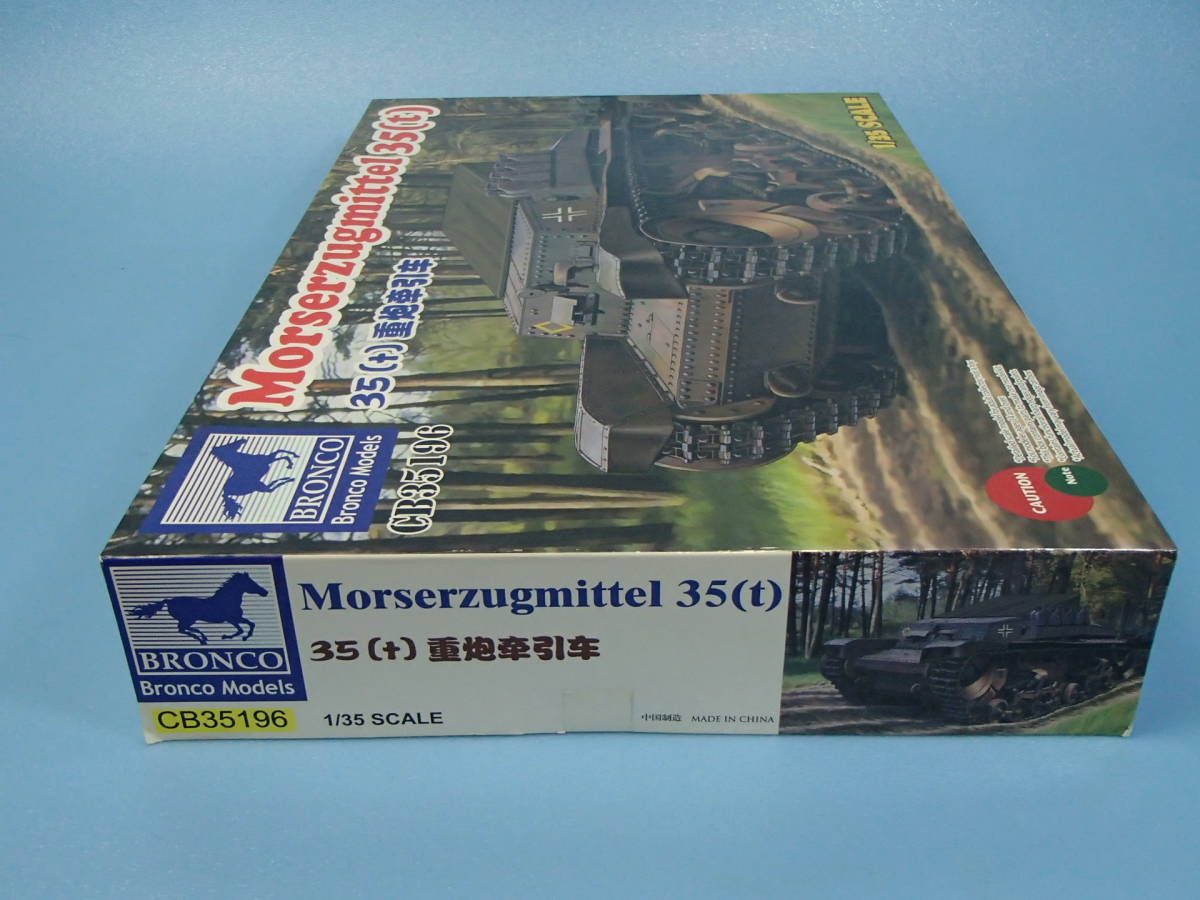 1/35 SCALE
Morserzugmittel 35(t)
35(t) 重炮牵引车
BRONCO
Bronco Models
CB35196
CAUTION
Note
BRONCO
Bronco Models
CB35196
Morserzugmittel 35(t)
35(t) 重炮牵引车
1/35 SCALE
中国制造 MADE IN CHINA